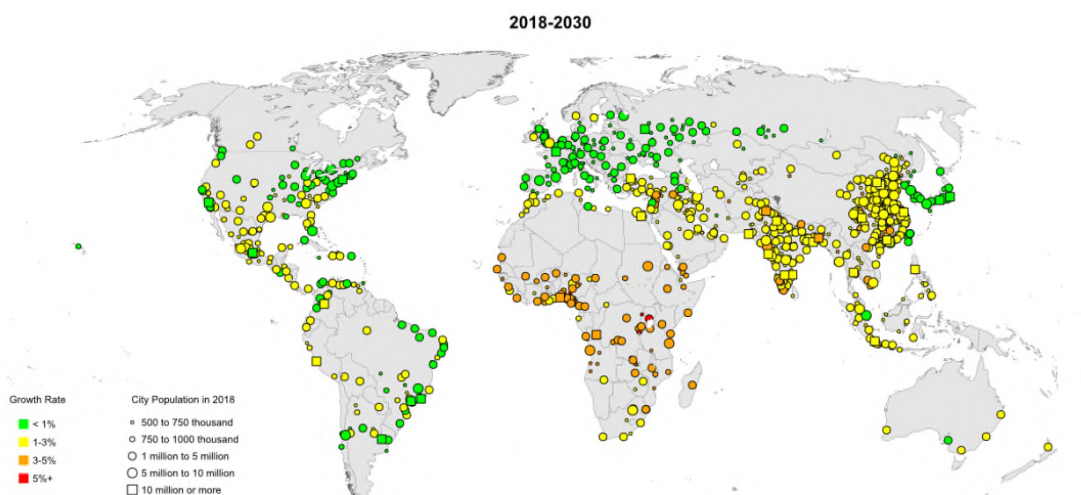 2018-2030
Growth Rate
< 1%
1-3%
3-5%
5%+
City Population in 2018
500 to 750 thousand
750 to 1000 thousand
1 million to 5 million
5 million to 10 million
10 million or more